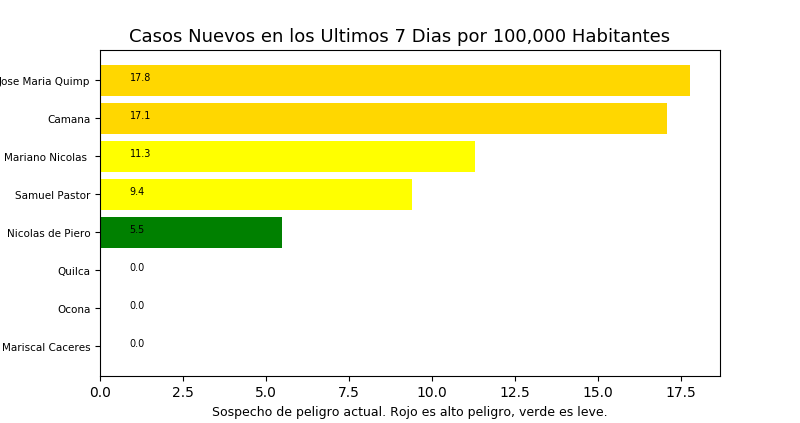 Casos Nuevos en los Ultimos 7 Dias por 100,000 Habitantes
Jose Maria Quimp 17.8
Camana 17.1
Mariano Nicolas 11.3
Samuel Pastor 9.4
Nicolas de Piero 5.5
Quilca 0.0
Ocona 0.0
Mariscal Caceres 0.0
0.0 2.5 5.0 7.5 10.0 12.5 15.0 17.5
Sospecho de peligro actual. Rojo es alto peligro, verde es leve.